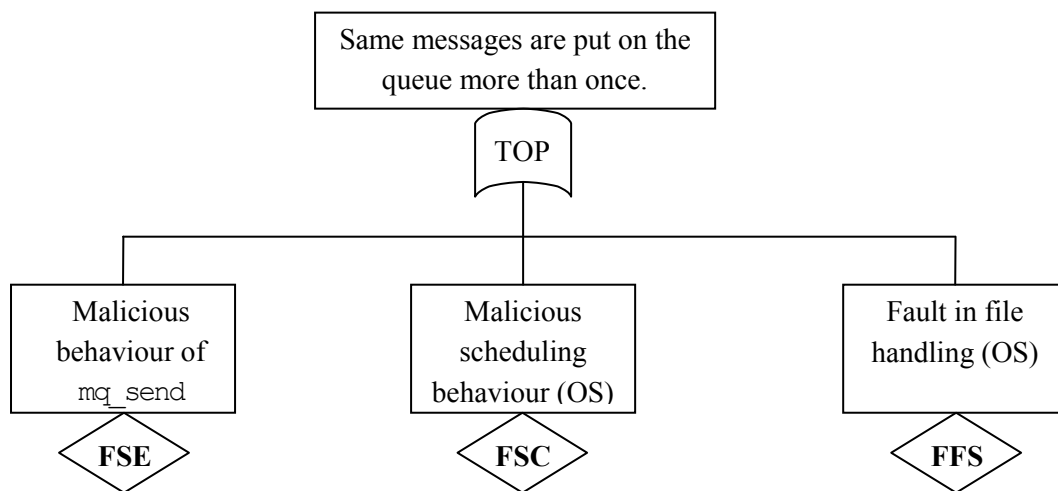 Same messages are put on the
queue more than once.
TOP
Malicious
behaviour of
mq_send
FSE
Malicious
scheduling
behaviour (OS)
FSC
Fault in file
handling (OS)
FFS